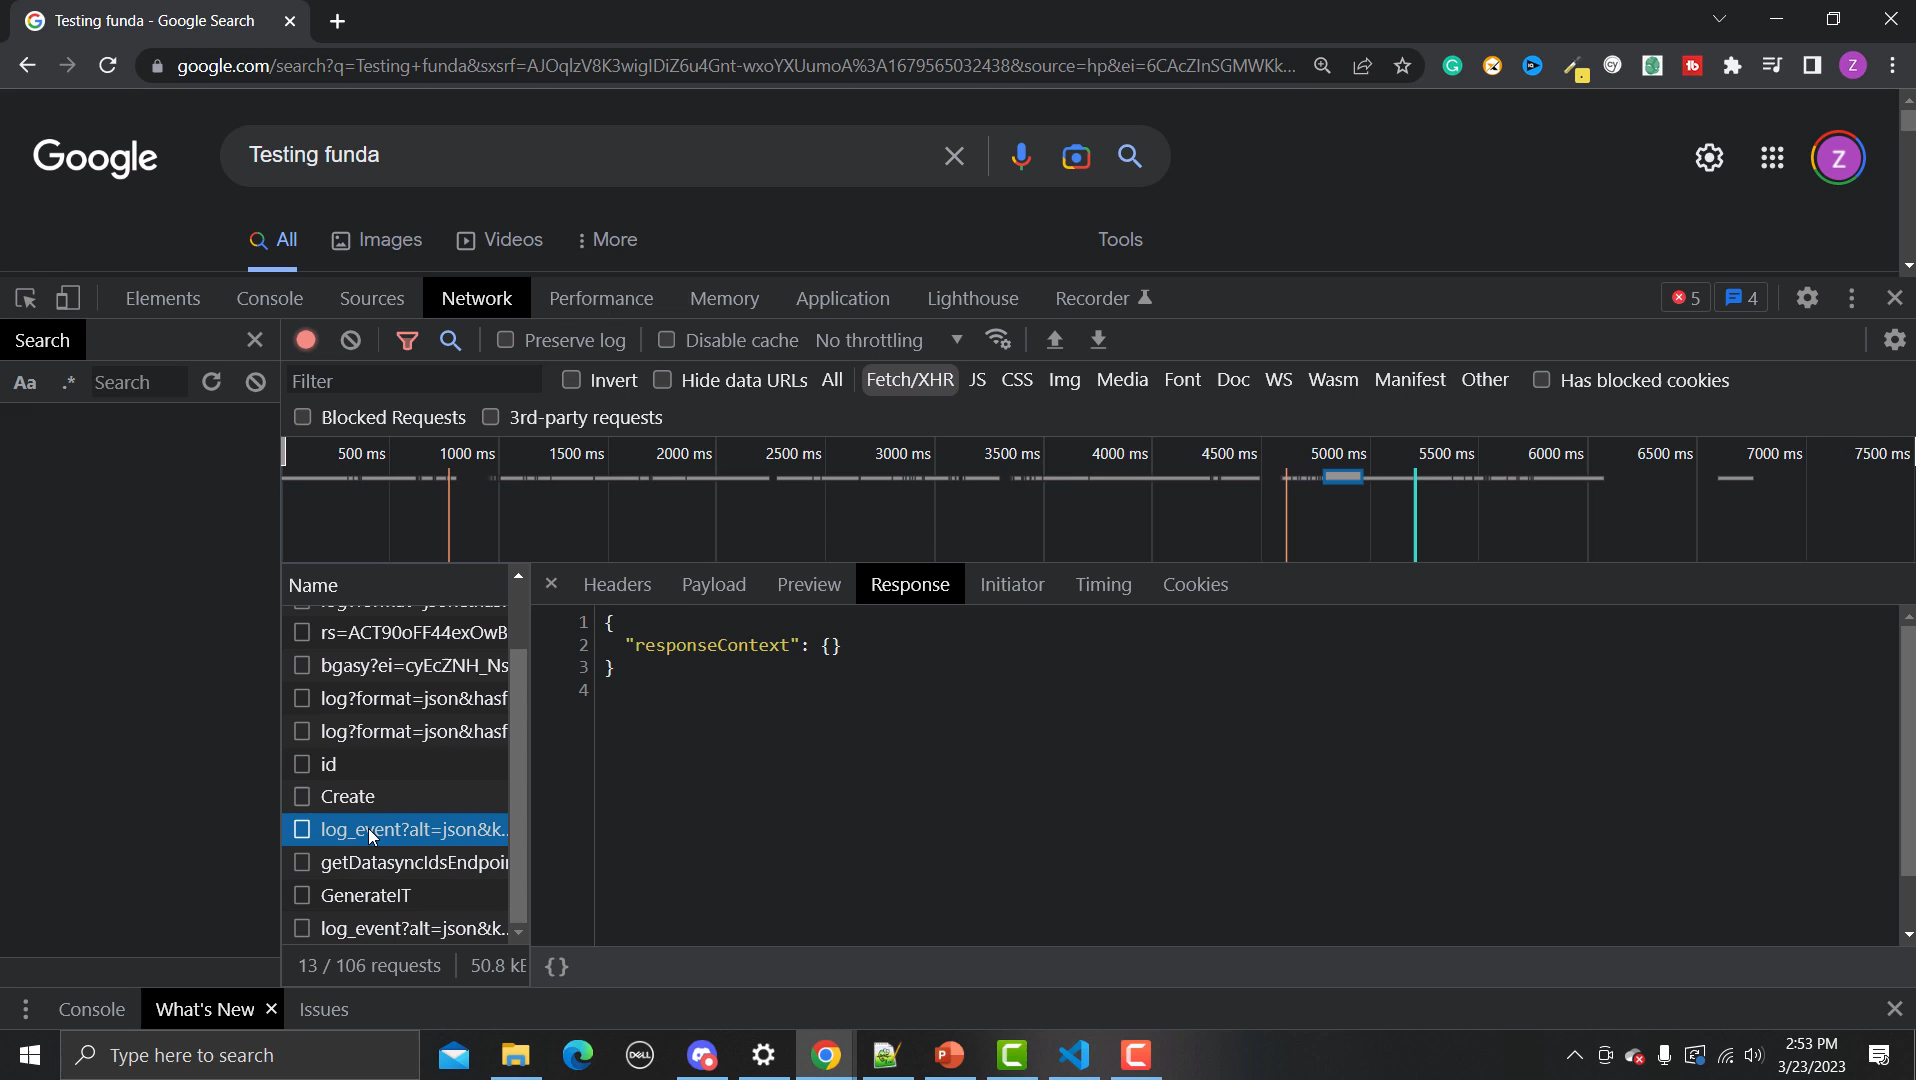 Testing funda - Google Search
google.com/search?q=Testing+funda&sxsrf=AJOqlzV8K3wiglDiZ6u4Gnt-wxoYXUumoA%3A1679565032438&source=hp&ei=6CAcZInSGMWKk...
Google
Testing funda
Z
All Images Videos More Tools
Elements Console Sources Network Performance Memory Application Lighthouse Recorder 5 4
Search
Preserve log Disable cache No throttling
Aa .* Search
Filter Invert Hide data URLs All Fetch/XHR JS CSS Img Media Font Doc WS Wasm Manifest Other Has blocked cookies
Blocked Requests 3rd-party requests
500 ms 1000 ms 1500 ms 2000 ms 2500 ms 3000 ms 3500 ms 4000 ms 4500 ms 5000 ms 5500 ms 6000 ms 6500 ms 7000 ms 7500 ms
Name
Headers Payload Preview Response Initiator Timing Cookies
rs=ACT90oFF44exOwB
bgasy?ei=cyEcZNH_Ns
log?format=json&hasf
log?format=json&hasf
id
Create
log_event?alt=json&k...
getDatasyncIdsEndpoi
GenerateIT
log_event?alt=json&k...
1 {
2 "responseContext": {}
3 }
4
13 / 106 requests 50.8 kE {}
Console What's New Issues
Type here to search
DELL
2:53 PM
3/23/2023